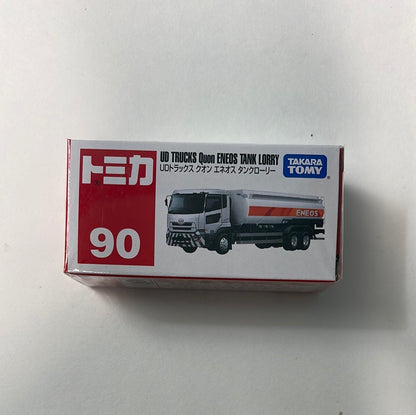 トミカ
90
UD TRUCKS Quon ENEOS TANK LORRY
UDトラックス クオン エネオス タンクローリー
TAKARA
TOMY
ENEOS